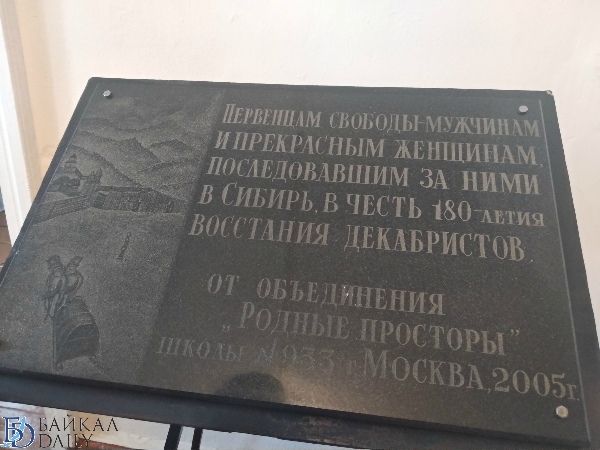 Первенцам свободы-мужчинам
и прекрасным женщинам,
последовавшим за ними
в Сибирь, в честь 180-летия
восстания декабристов.
от объединения
„Родные просторы"
школы №933 г. Москва, 2005г.
БАЙКАЛ
DAILY